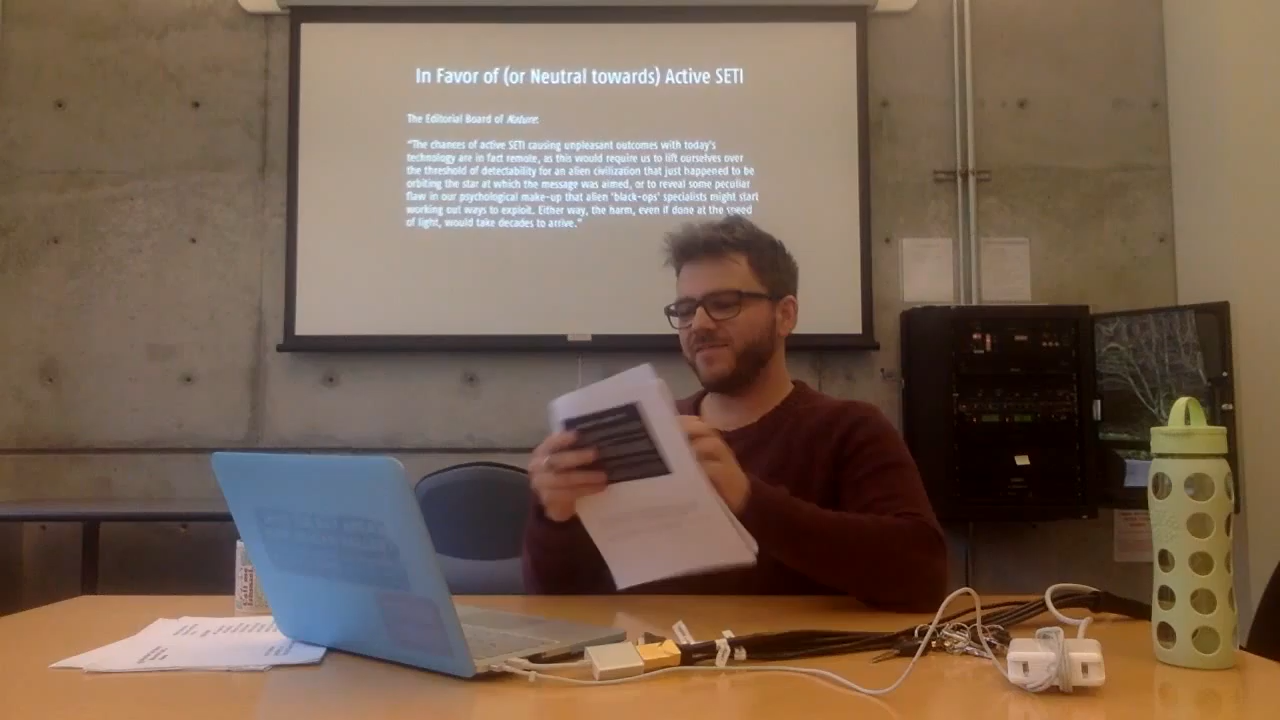 In Favor of (or Neutral towards) Active SETI
The Editorial Board of Nature:
“The chances of active SETI causing unpleasant outcomes with today's
technology are in fact remote, as this would require us to lift ourselves over
the threshold of detectability for an alien civilization that just happened to be
orbiting the star at which the message was aimed, or to reveal some peculiar
flaw in our psychological make-up that alien 'black-ops' specialists might start
working out ways to exploit. Either way, the harm, even if done at the speed
of light, would take decades to arrive.”